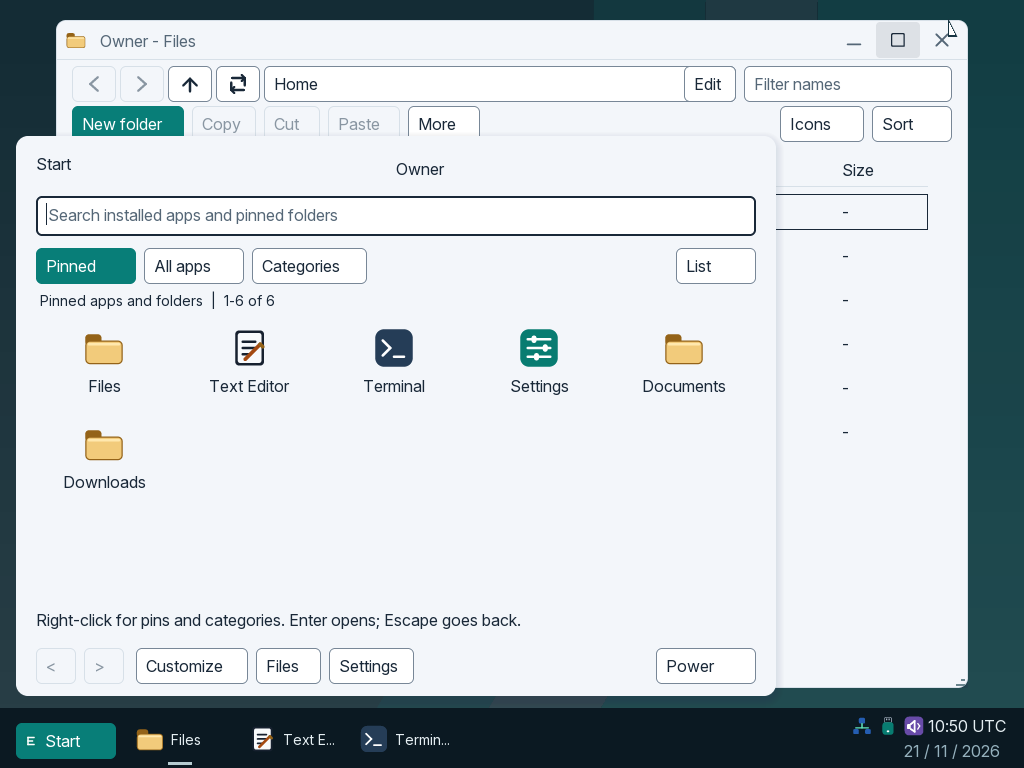 Owner - Files
Home
Edit
Filter names
New folder
Copy
Cut
Paste
More
Icons
Sort
Start
Owner
Size
Search installed apps and pinned folders
-
Pinned
All apps
Categories
List
-
Pinned apps and folders | 1-6 of 6
-
Files
Text Editor
Terminal
Settings
Documents
-
-
-
Downloads
Right-click for pins and categories. Enter opens; Escape goes back.
<
>
Customize
Files
Settings
Power
E Start
Files
Text E...
Termin...
10:50 UTC
21 / 11 / 2026